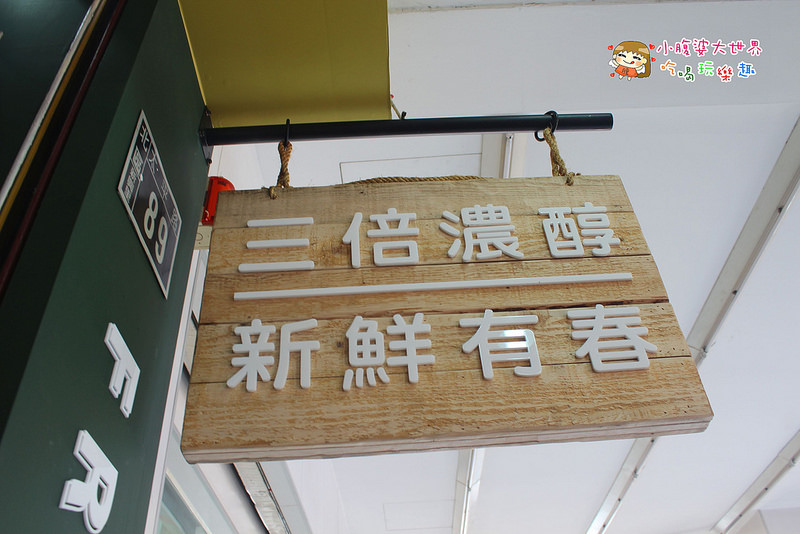 小腹婆大世界
吃喝玩樂趣
三倍濃醇
新鮮有春
89
F R